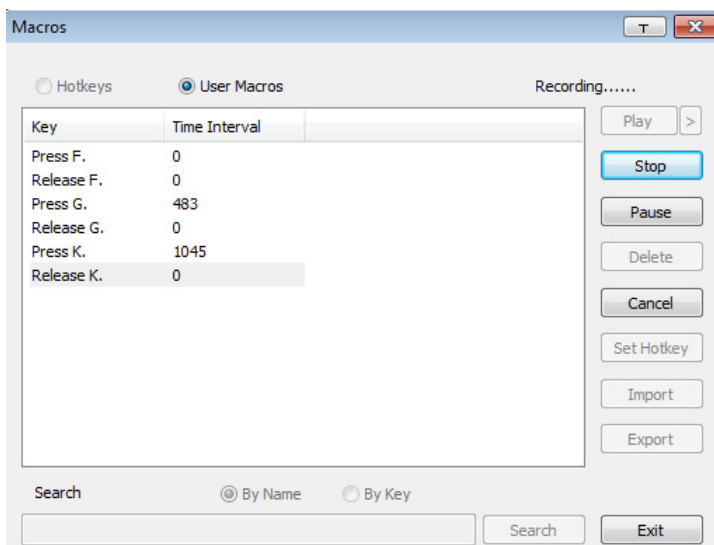 Macros T
Hotkeys User Macros Recording......
Key Time Interval Play >
Press F. 0
Release F. 0 Stop
Press G. 483
Release G. 0 Pause
Press K. 1045
Release K. 0 Delete
Cancel
Set Hotkey
Import
Export
Search By Name By Key
Search Exit